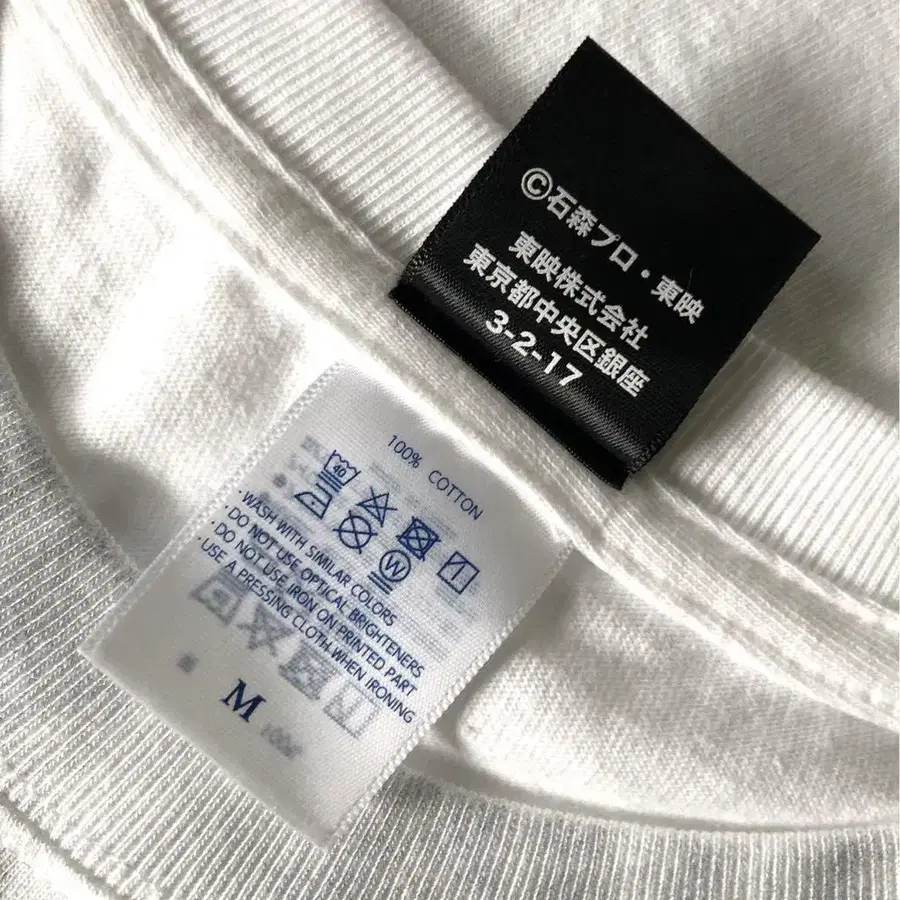 ©石森プロ・東映
東映株式会社
東京都中央区銀座
3-2-17
100% COTTON
40
W
・WASH WITH SIMILAR COLORS
・DO NOT USE OPTICAL BRIGHTENERS
・DO NOT USE IRON ON PRINTED PART
・USE A PRESSING CLOTH WHEN IRONING
M